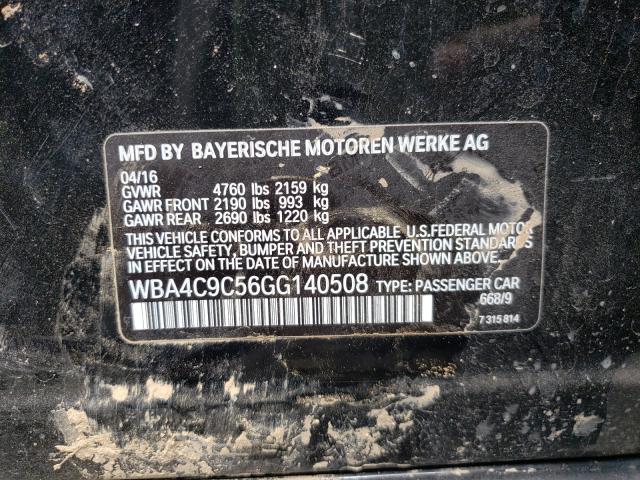 MFD BY BAYERISCHE MOTOREN WERKE AG
04/16
GVWR 4760 lbs 2159 kg
GAWR FRONT 2190 lbs 993 kg
GAWR REAR 2690 lbs 1220 kg
THIS VEHICLE CONFORMS TO ALL APPLICABLE U.S.FEDERAL MOTOR
VEHICLE SAFETY, BUMPER AND THEFT PREVENTION STANDARDS
IN EFFECT ON THE DATE OF MANUFACTURE SHOWN ABOVE.
WBA4C9C56GG140508 TYPE: PASSENGER CAR
668/9
7 315 814